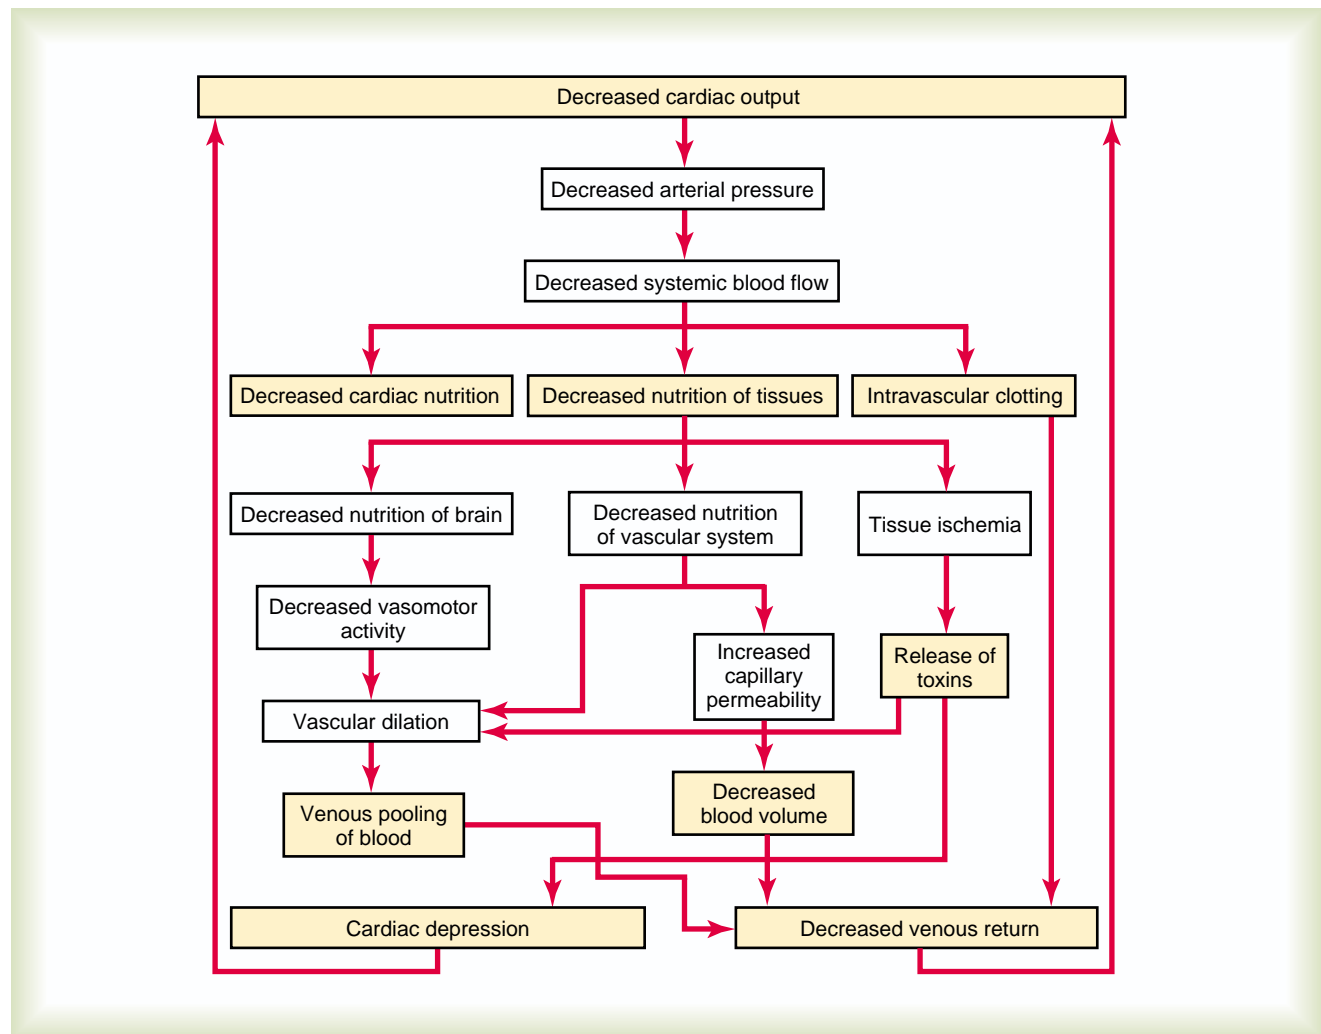 Decreased cardiac output
Decreased arterial pressure
Decreased systemic blood flow
Decreased cardiac nutrition
Decreased nutrition of tissues
Intravascular clotting
Decreased nutrition of brain
Decreased nutrition
of vascular system
Tissue ischemia
Decreased vasomotor
activity
Increased
capillary
permeability
Release of
toxins
Vascular dilation
Venous pooling
of blood
Decreased
blood volume
Cardiac depression
Decreased venous return